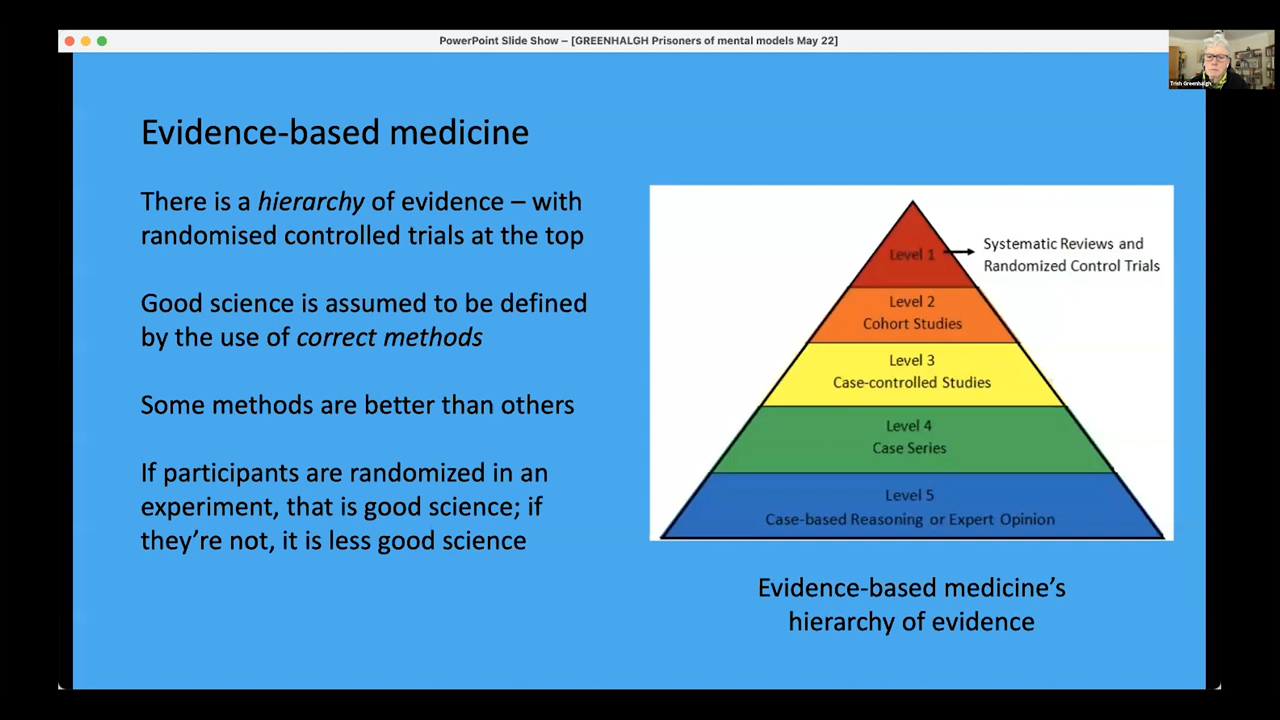 PowerPoint Slide Show – [GREENHALGH Prisoners of mental models May 22]
Trish Greenhalgh
Evidence-based medicine
There is a hierarchy of evidence – with
randomised controlled trials at the top
Good science is assumed to be defined
by the use of correct methods
Some methods are better than others
If participants are randomized in an
experiment, that is good science; if
they're not, it is less good science
Level 1
Systematic Reviews and
Randomized Control Trials
Level 2
Cohort Studies
Level 3
Case-controlled Studies
Level 4
Case Series
Level 5
Case-based Reasoning or Expert Opinion
Evidence-based medicine's
hierarchy of evidence